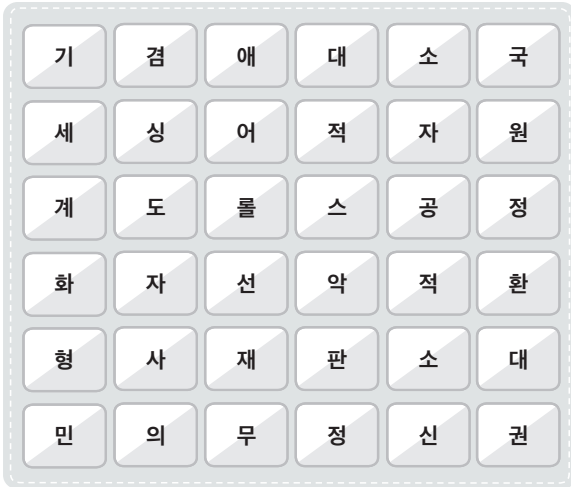 기 겸 애 대 소 국
세 싱 어 적 자 원
계 도 롤 스 공 정
화 자 선 악 적 환
형 사 재 판 소 대
민 의 무 정 신 권